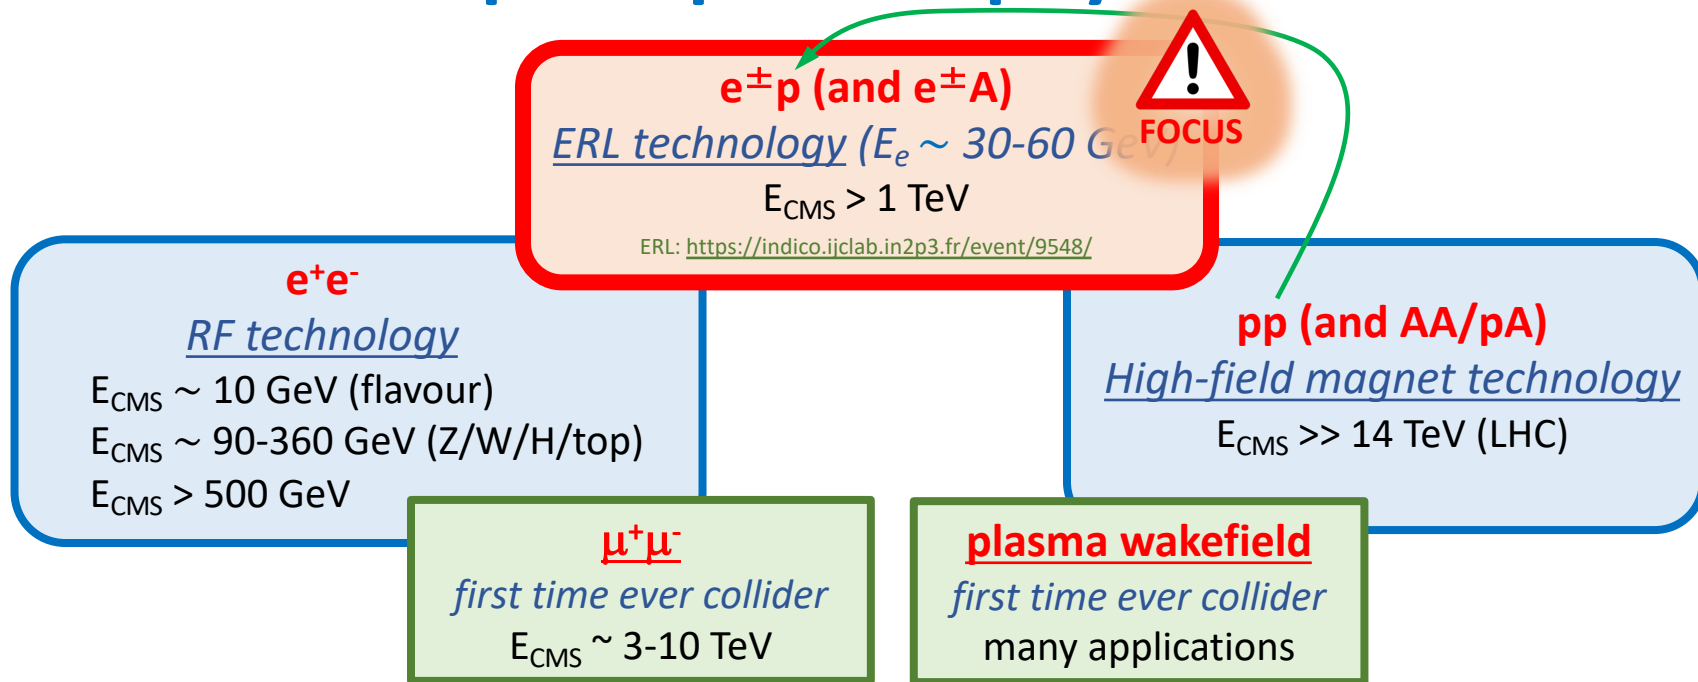 e±p (and e±A)
ERL technology (Ee ~ 30-60 GeV)
ECMS > 1 TeV
ERL: https://indico.ijclab.in2p3.fr/event/9548/
FOCUS
e+e-
RF technology
ECMS ~ 10 GeV (flavour)
ECMS ~ 90-360 GeV (Z/W/H/top)
ECMS > 500 GeV
pp (and AA/pA)
High-field magnet technology
ECMS >> 14 TeV (LHC)
μ+μ-
first time ever collider
ECMS ~ 3-10 TeV
plasma wakefield
first time ever collider
many applications